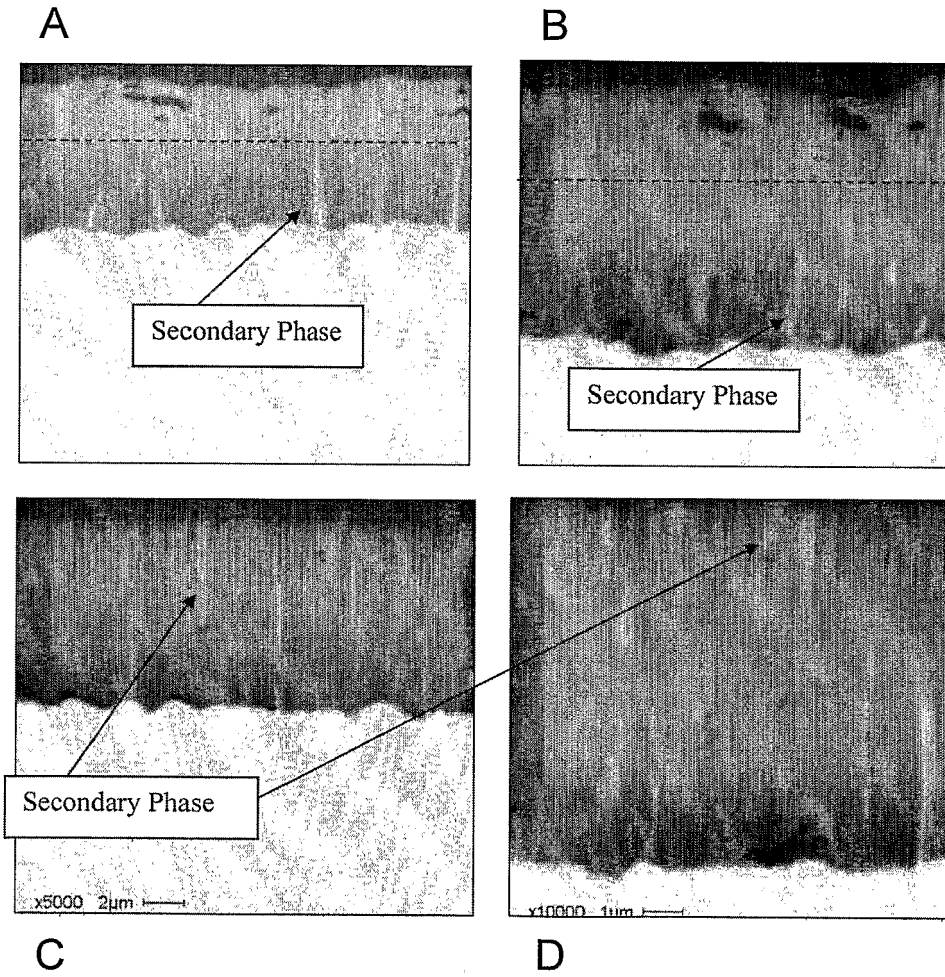 A
B
Secondary Phase
Secondary Phase
Secondary Phase
x5000 2µm
x10000 1µm
C
D